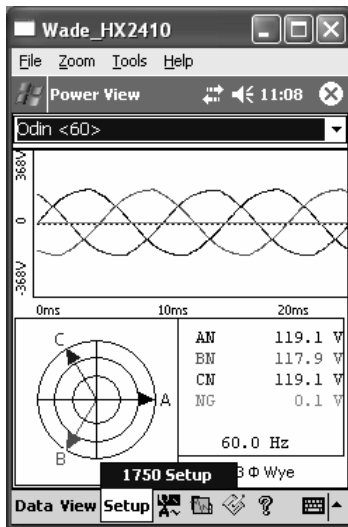 Wade_HX2410
File Zoom Tools Help
Power View 11:08
Odin <60>
368V
0
-368V
0ms 10ms 20ms
C
A
B
AN 119.1 V
BN 117.9 V
CN 119.1 V
NG 0.1 V
60.0 Hz
3 Φ Wye
1750 Setup
Data View Setup